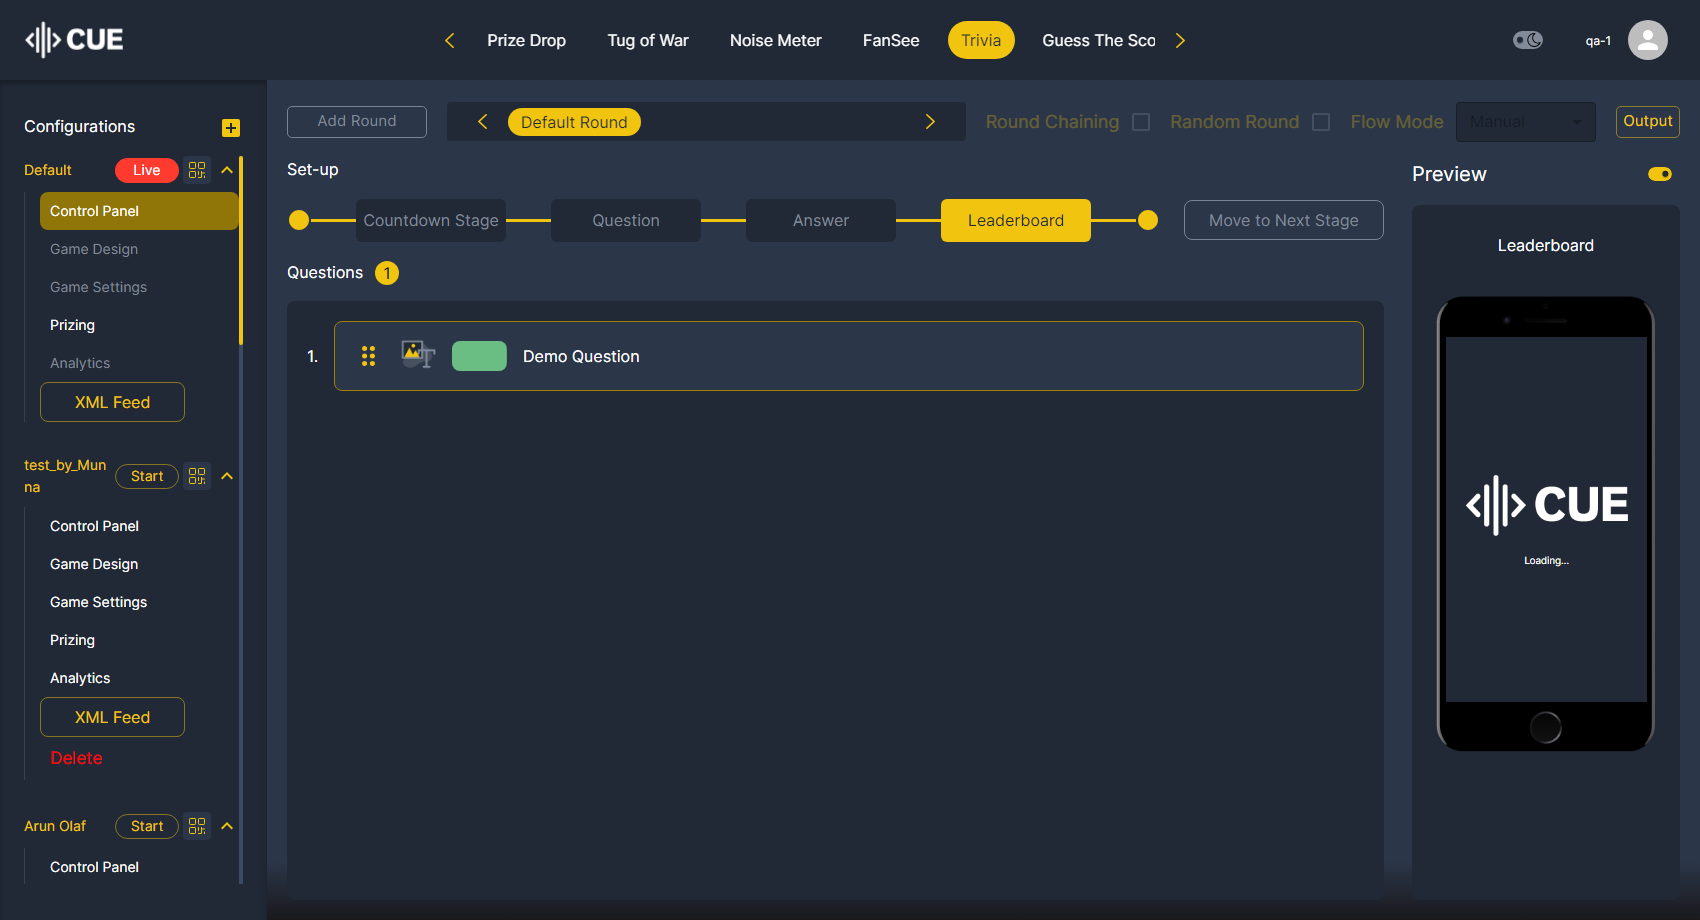 CUE
Prize Drop
Tug of War
Noise Meter
FanSee
Trivia
Guess The Sco
qa-1
Configurations
Default
Live
Control Panel
Game Design
Game Settings
Prizing
Analytics
XML Feed
test_by_Mun
na
Start
Control Panel
Game Design
Game Settings
Prizing
Analytics
XML Feed
Delete
Arun Olaf
Start
Control Panel
Add Round
Default Round
Round Chaining
Random Round
Flow Mode
Manual
Output
Set-up
Countdown Stage
Question
Answer
Leaderboard
Move to Next Stage
Questions 1
1.
Demo Question
Preview
Leaderboard
CUE
Loading...